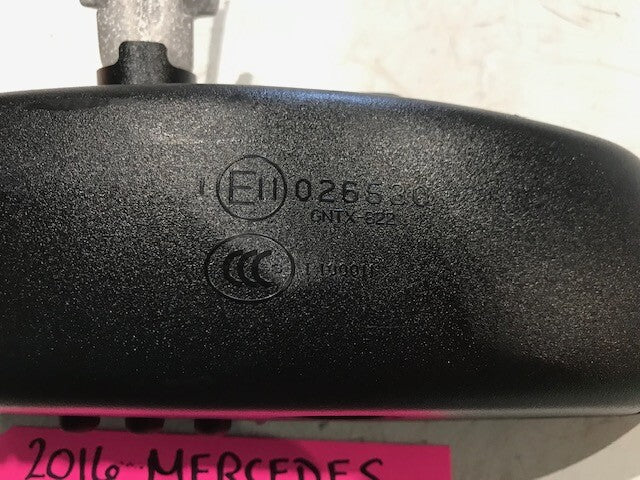 I E11 026530
GNTX-822
CCC
2016 MERCEDES